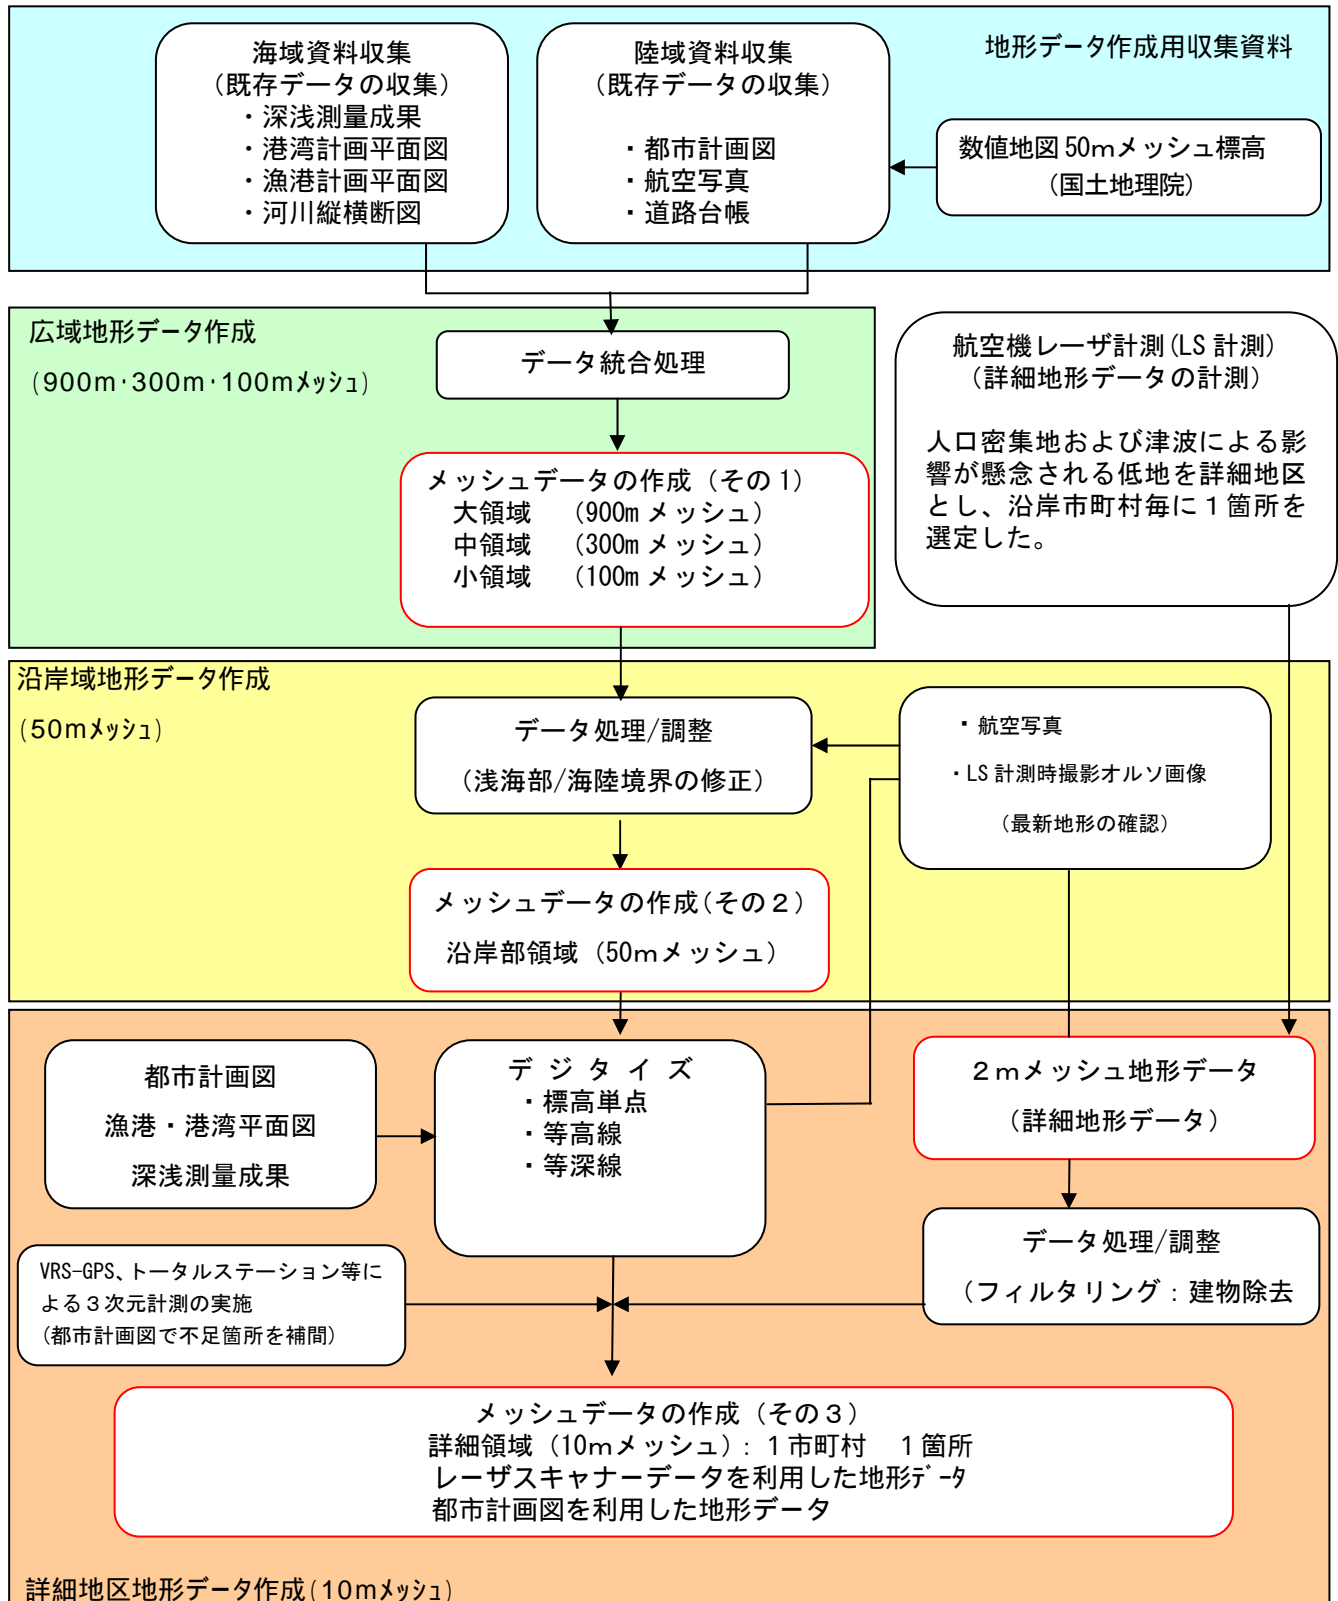 地形データ作成用収集資料
海域資料収集
(既存データの収集)
・深浅測量成果
・港湾計画平面図
・漁港計画平面図
・河川縦横断図
陸域資料収集
(既存データの収集)
・都市計画図
・航空写真
・道路台帳
数値地図50mメッシュ標高
(国土地理院)
広域地形データ作成
(900m・300m・100mメッシュ)
データ統合処理
メッシュデータの作成(その1)
大領域 (900mメッシュ)
中領域 (300mメッシュ)
小領域 (100mメッシュ)
航空機レーザ計測(LS計測)
(詳細地形データの計測)
人口密集地および津波による影
響が懸念される低地を詳細地区
とし、沿岸市町村毎に1箇所を
選定した。
沿岸域地形データ作成
(50mメッシュ)
データ処理/調整
(浅海部/海陸境界の修正)
・航空写真
・LS計測時撮影オルソ画像
(最新地形の確認)
メッシュデータの作成(その2)
沿岸部領域(50mメッシュ)
都市計画図
漁港・港湾平面図
深浅測量成果
デジタイズ
・標高単点
・等高線
・等深線
2mメッシュ地形データ
(詳細地形データ)
データ処理/調整
(フィルタリング:建物除去
VRS-GPS、トータルステーション等に
よる3次元計測の実施
(都市計画図で不足箇所を補間)
メッシュデータの作成(その3)
詳細領域(10mメッシュ):1市町村 1箇所
レーザスキャナーデータを利用した地形データ
都市計画図を利用した地形データ
詳細地区地形データ作成(10mメッシュ)